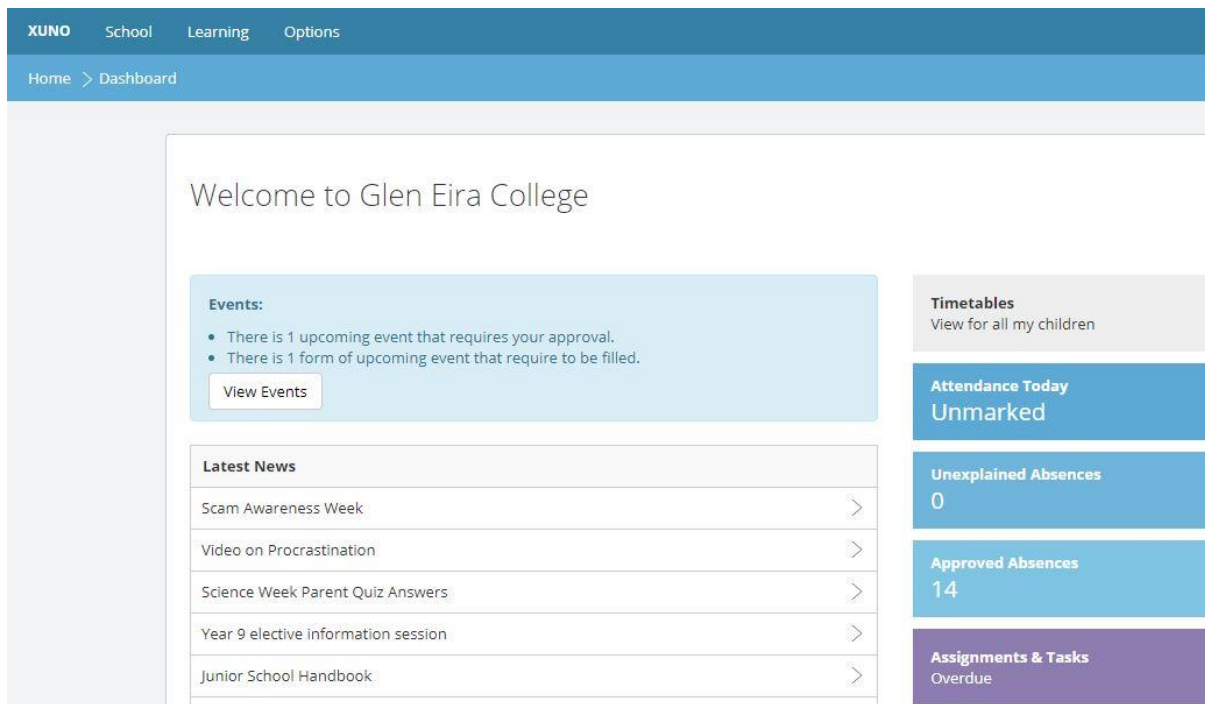 XUNO School Learning Options
Home > Dashboard
Welcome to Glen Eira College
Events:
• There is 1 upcoming event that requires your approval.
• There is 1 form of upcoming event that require to be filled.
View Events
Latest News
Scam Awareness Week
Video on Procrastination
Science Week Parent Quiz Answers
Year 9 elective information session
Junior School Handbook
Timetables
View for all my children
Attendance Today
Unmarked
Unexplained Absences
0
Approved Absences
14
Assignments & Tasks
Overdue